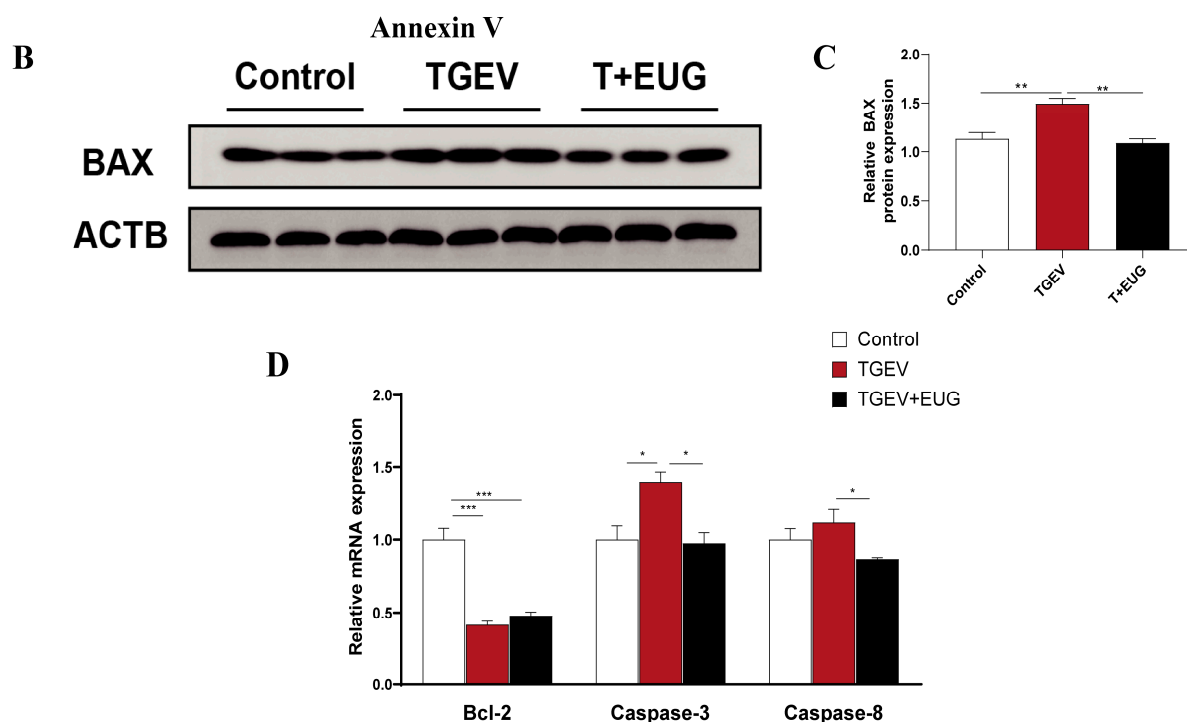 Annexin V
B
Control TGEV T+EUG
BAX
ACTB
C
Relative BAX
protein expression
2.0
1.5
1.0
0.5
0.0
** **
Control TGEV T+EUG
Control
TGEV
TGEV+EUG
D
Relative mRNA expression
2.0
1.5
1.0
0.5
0.0
***
***
* *
*
Bcl-2 Caspase-3 Caspase-8